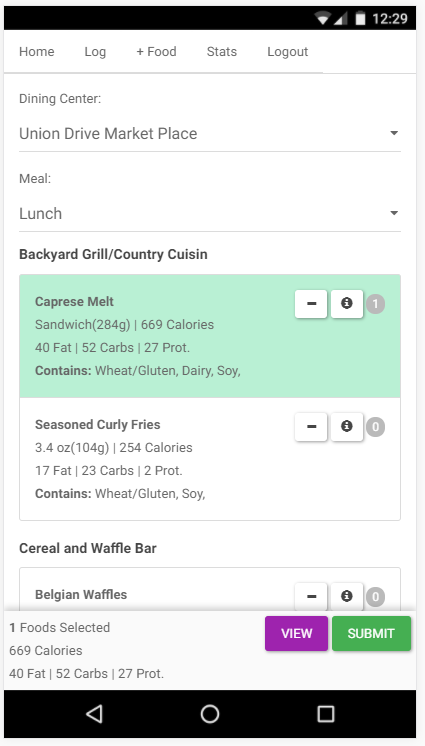 12:29
Home Log + Food Stats Logout
Dining Center:
Union Drive Market Place
Meal:
Lunch
Backyard Grill/Country Cuisin
Caprese Melt 1
Sandwich(284g) | 669 Calories
40 Fat | 52 Carbs | 27 Prot.
Contains: Wheat/Gluten, Dairy, Soy,
Seasoned Curly Fries 0
3.4 oz(104g) | 254 Calories
17 Fat | 23 Carbs | 2 Prot.
Contains: Wheat/Gluten, Soy,
Cereal and Waffle Bar
Belgian Waffles 0
1 Foods Selected VIEW SUBMIT
669 Calories
40 Fat | 52 Carbs | 27 Prot.